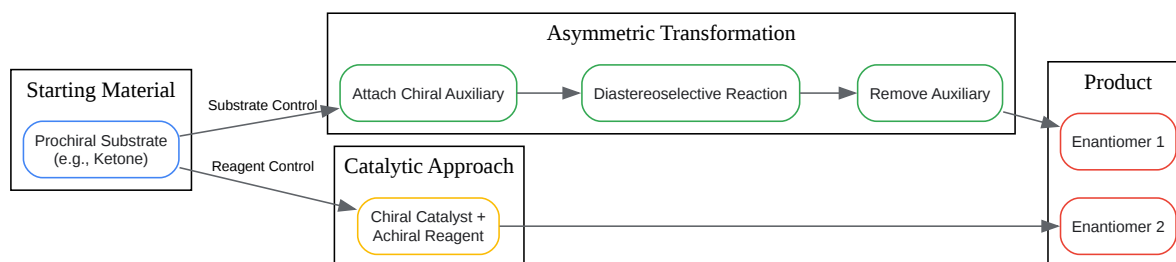 Asymmetric Transformation
Starting Material
Substrate Control
Attach Chiral Auxiliary
Diastereoselective Reaction
Remove Auxiliary
Product
Prochiral Substrate
(e.g., Ketone)
Enantiomer 1
Reagent Control
Catalytic Approach
Chiral Catalyst +
Achiral Reagent
Enantiomer 2